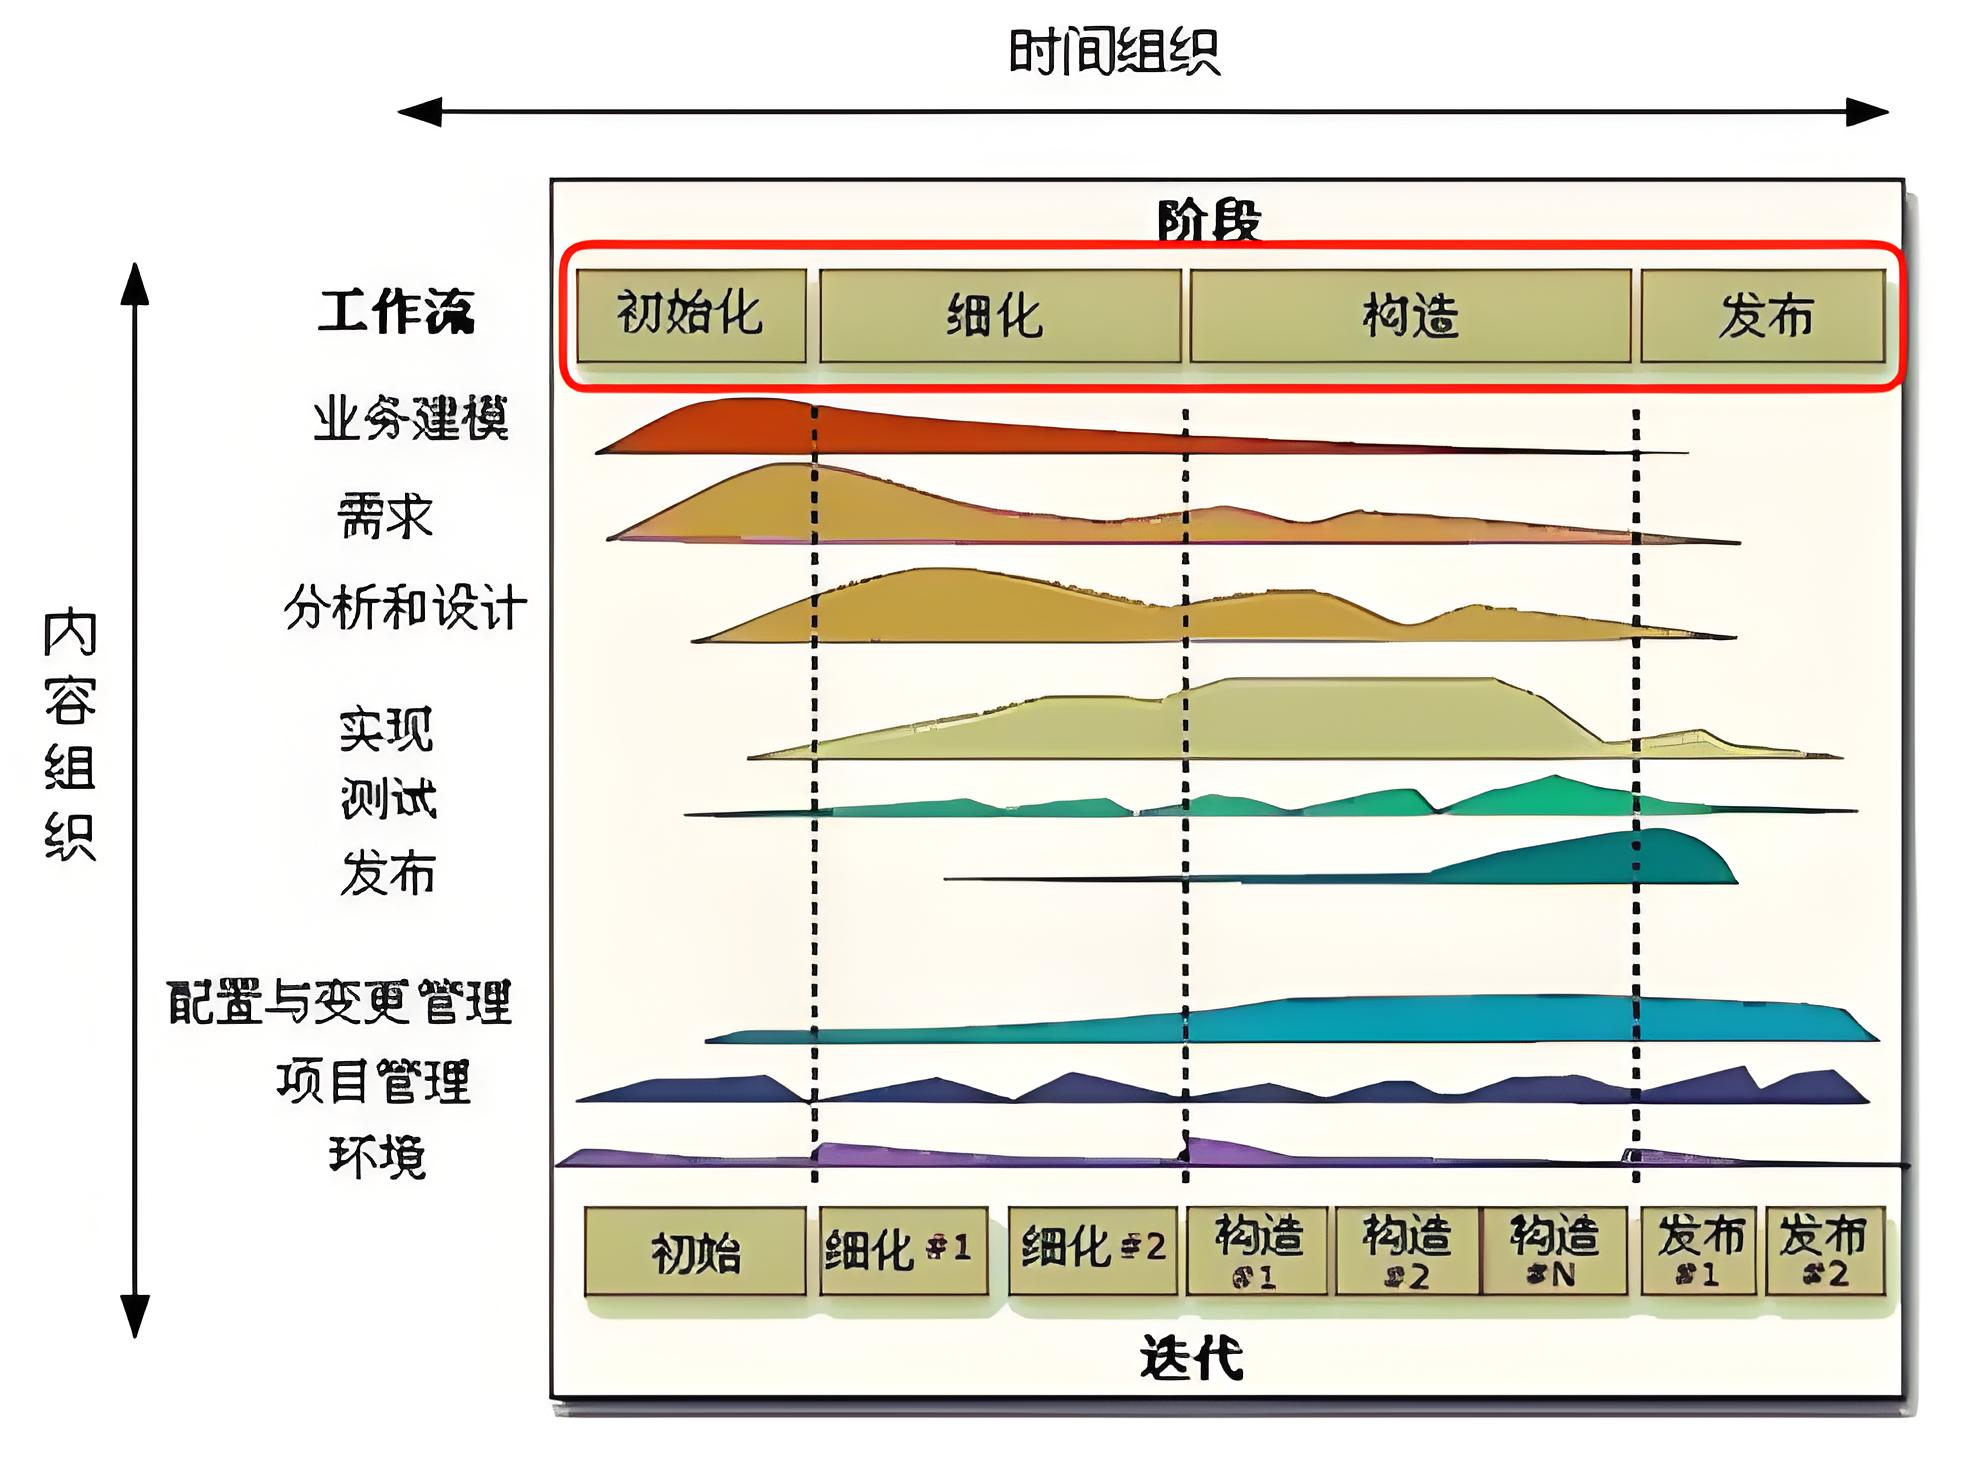 时间组织
阶段
工作流
初始化 细化 构造 发布
业务建模
需求
分析和设计
实现
测试
发布
配置与变更管理
项目管理
环境
内容组织
初始 细化 #1 细化 #2 构造 #1 构造 #2 构造 #N 发布 #1 发布 #2
迭代